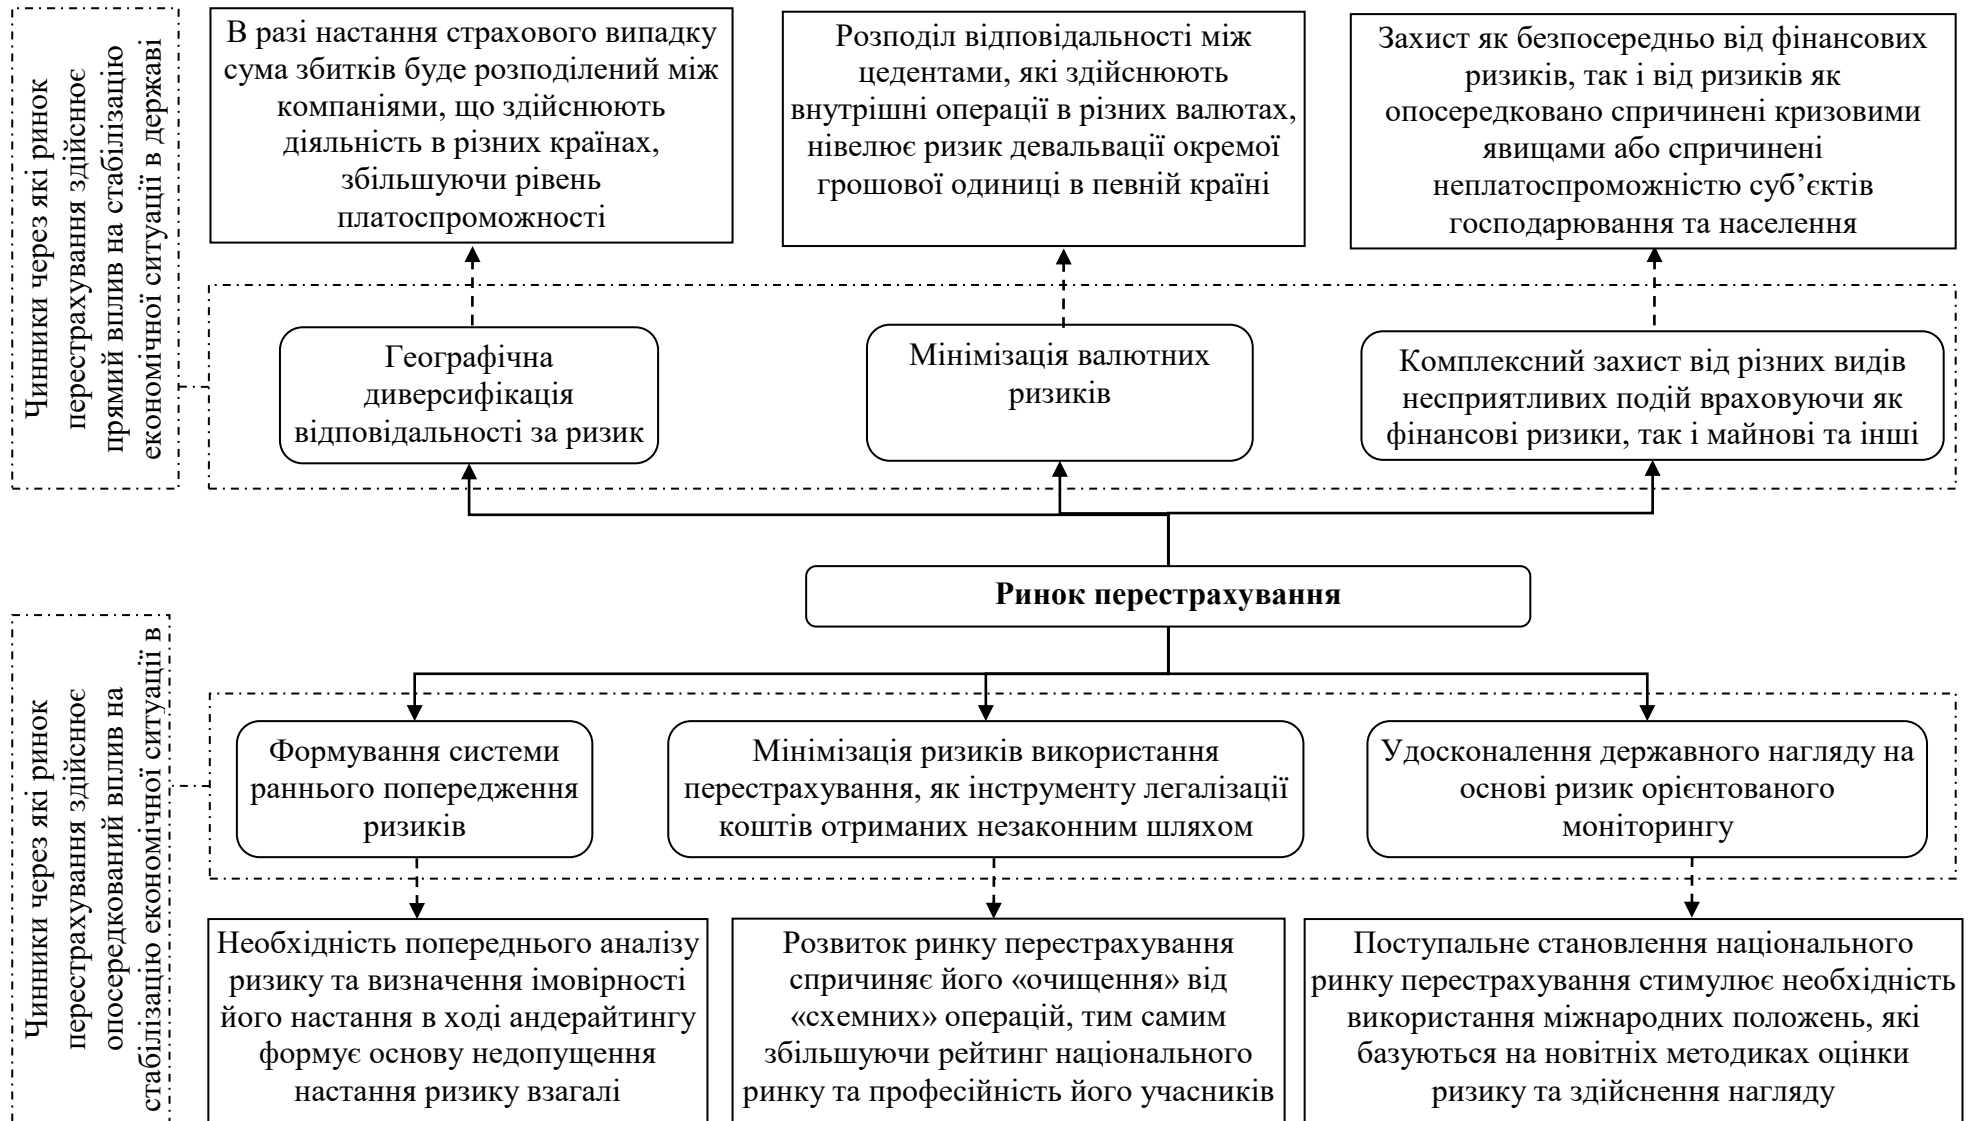 Чинники через які ринок
перестрахування здійснює
прямий вплив на стабілізацію
економічної ситуації в державі
В разі настання страхового випадку
сума збитків буде розподілений між
компаніями, що здійснюють
діяльність в різних країнах,
збільшуючи рівень
платоспроможності
Розподіл відповідальності між
цедентами, які здійснюють
внутрішні операції в різних валютах,
нівелює ризик девальвації окремої
грошової одиниці в певній країні
Захист як безпосередньо від фінансових
ризиків, так і від ризиків як
опосередковано спричинені кризовими
явищами або спричинені
неплатоспроможністю суб’єктів
господарювання та населення
Географічна
диверсифікація
відповідальності за ризик
Мінімізація валютних
ризиків
Комплексний захист від різних видів
несприятливих подій враховуючи як
фінансові ризики, так і майнові та інші
Ринок перестрахування
Чинники через які ринок
перестрахування здійснює
опосередкований вплив на
стабілізацію економічної ситуації в
Формування системи
раннього попередження
ризиків
Мінімізація ризиків використання
перестрахування, як інструменту легалізації
коштів отриманих незаконним шляхом
Удосконалення державного нагляду на
основі ризик орієнтованого
моніторингу
Необхідність попереднього аналізу
ризику та визначення імовірності
його настання в ході андерайтингу
формує основу недопущення
настання ризику взагалі
Розвиток ринку перестрахування
спричиняє його «очищення» від
«схемних» операцій, тим самим
збільшуючи рейтинг національного
ринку та професійність його учасників
Поступальне становлення національного
ринку перестрахування стимулює необхідність
використання міжнародних положень, які
базуються на новітніх методиках оцінки
ризику та здійснення нагляду